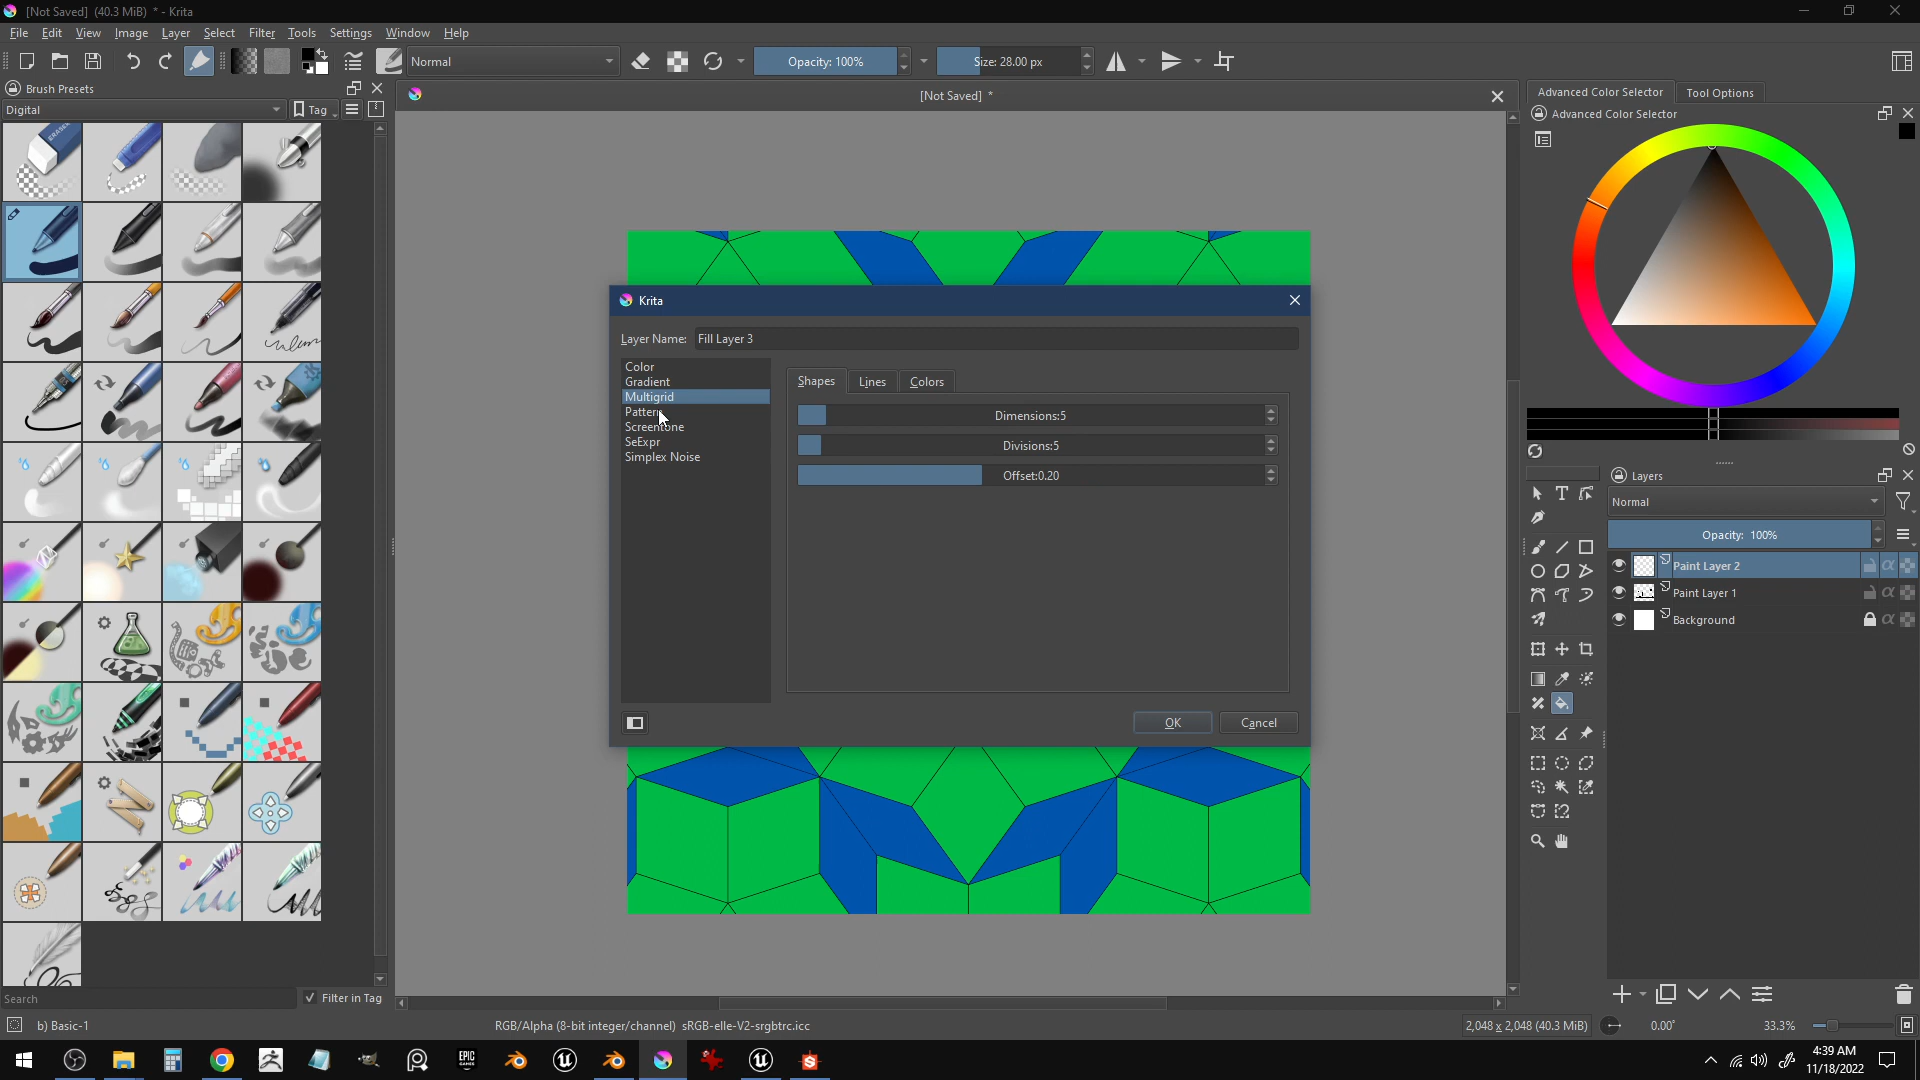 [Not Saved]  (40.3 MiB)  * - Krita
File Edit View Image Layer Select Filter Tools Settings Window Help
Normal Opacity: 100% Size: 28.00 px
Brush Presets
[Not Saved] *
Advanced Color Selector Tool Options
Digital Tag
Advanced Color Selector
Krita
Layer Name: Fill Layer 3
Color
Gradient
Multigrid
Pattern
Screentone
SeExpr
Simplex Noise
Shapes Lines Colors
Dimensions:5
Divisions:5
Offset:0.20
OK Cancel
Layers
Normal
Opacity:  100%
Paint Layer 2
Paint Layer 1
Background
Search Filter in Tag
b) Basic-1
RGB/Alpha (8-bit integer/channel)  sRGB-elle-V2-srgbtrc.icc
2,048 x 2,048 (40.3 MiB) 0.00° 33.3%
EPIC GAMES
4:39 AM
11/18/2022